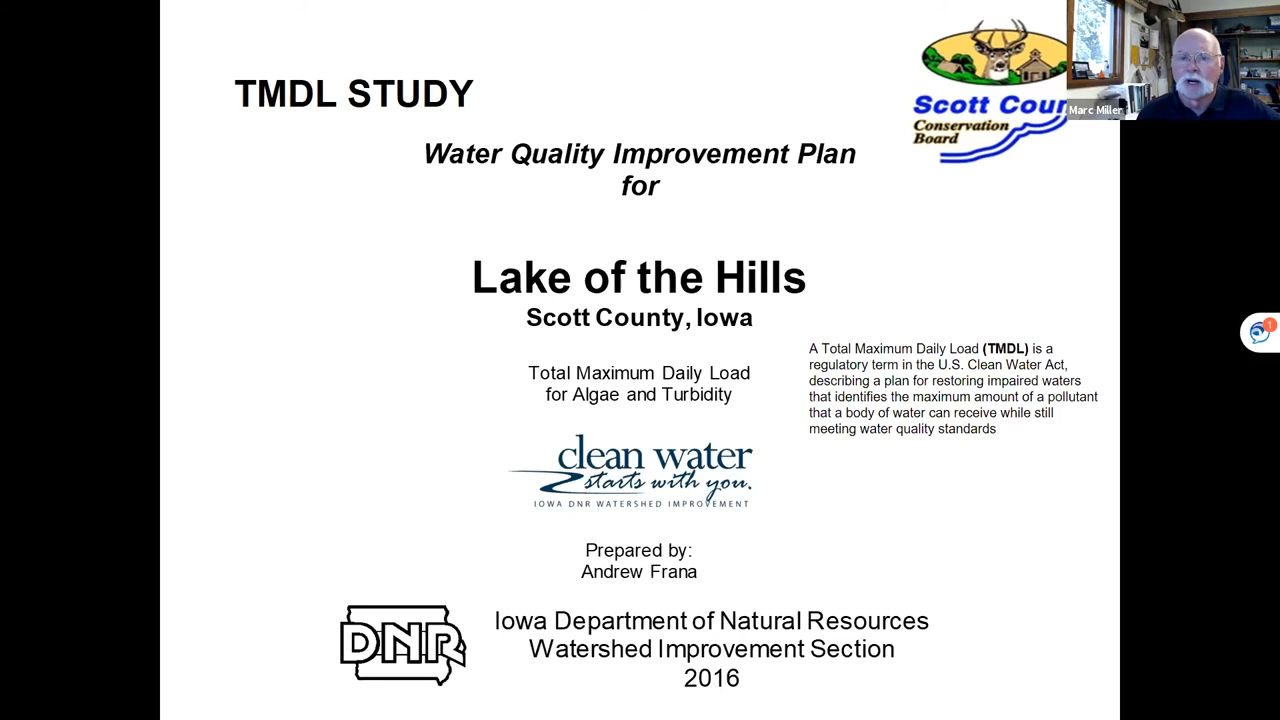 TMDL STUDY
Water Quality Improvement Plan
for
Lake of the Hills
Scott County, Iowa
Total Maximum Daily Load
for Algae and Turbidity
A Total Maximum Daily Load (TMDL) is a
regulatory term in the U.S. Clean Water Act,
describing a plan for restoring impaired waters
that identifies the maximum amount of a pollutant
that a body of water can receive while still
meeting water quality standards
clean water
starts with you.
IOWA DNR WATERSHED IMPROVEMENT
Prepared by:
Andrew Frana
DNR
Iowa Department of Natural Resources
Watershed Improvement Section
2016
Scott Coun
Conservation
Board
Marc Miller
1